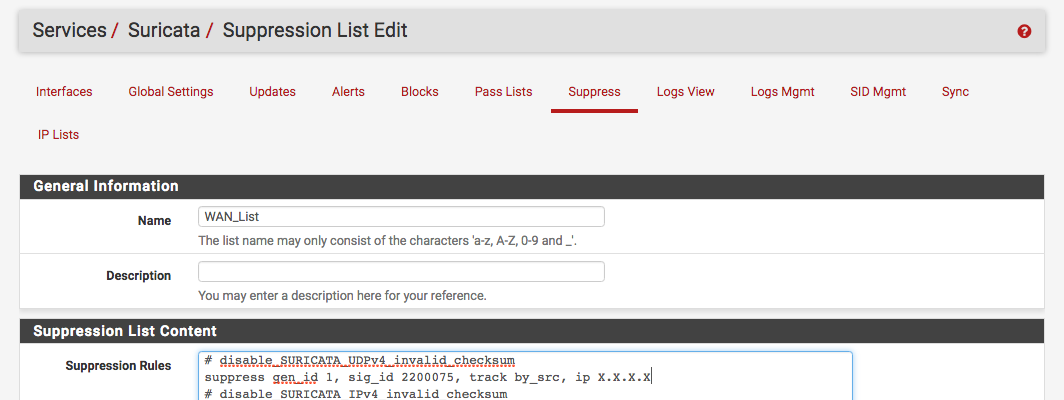 Services / Suricata / Suppression List Edit
Interfaces Global Settings Updates Alerts Blocks Pass Lists Suppress Logs View Logs Mgmt SID Mgmt Sync
IP Lists
General Information
Name WAN_List
The list name may only consist of the characters 'a-z, A-Z, 0-9 and _'.
Description
You may enter a description here for your reference.
Suppression List Content
Suppression Rules # disable SURICATA UDPv4 invalid checksum
suppress gen_id 1, sig_id 2200075, track by_src, ip X.X.X.X
# disable SURICATA IPv4 invalid checksum